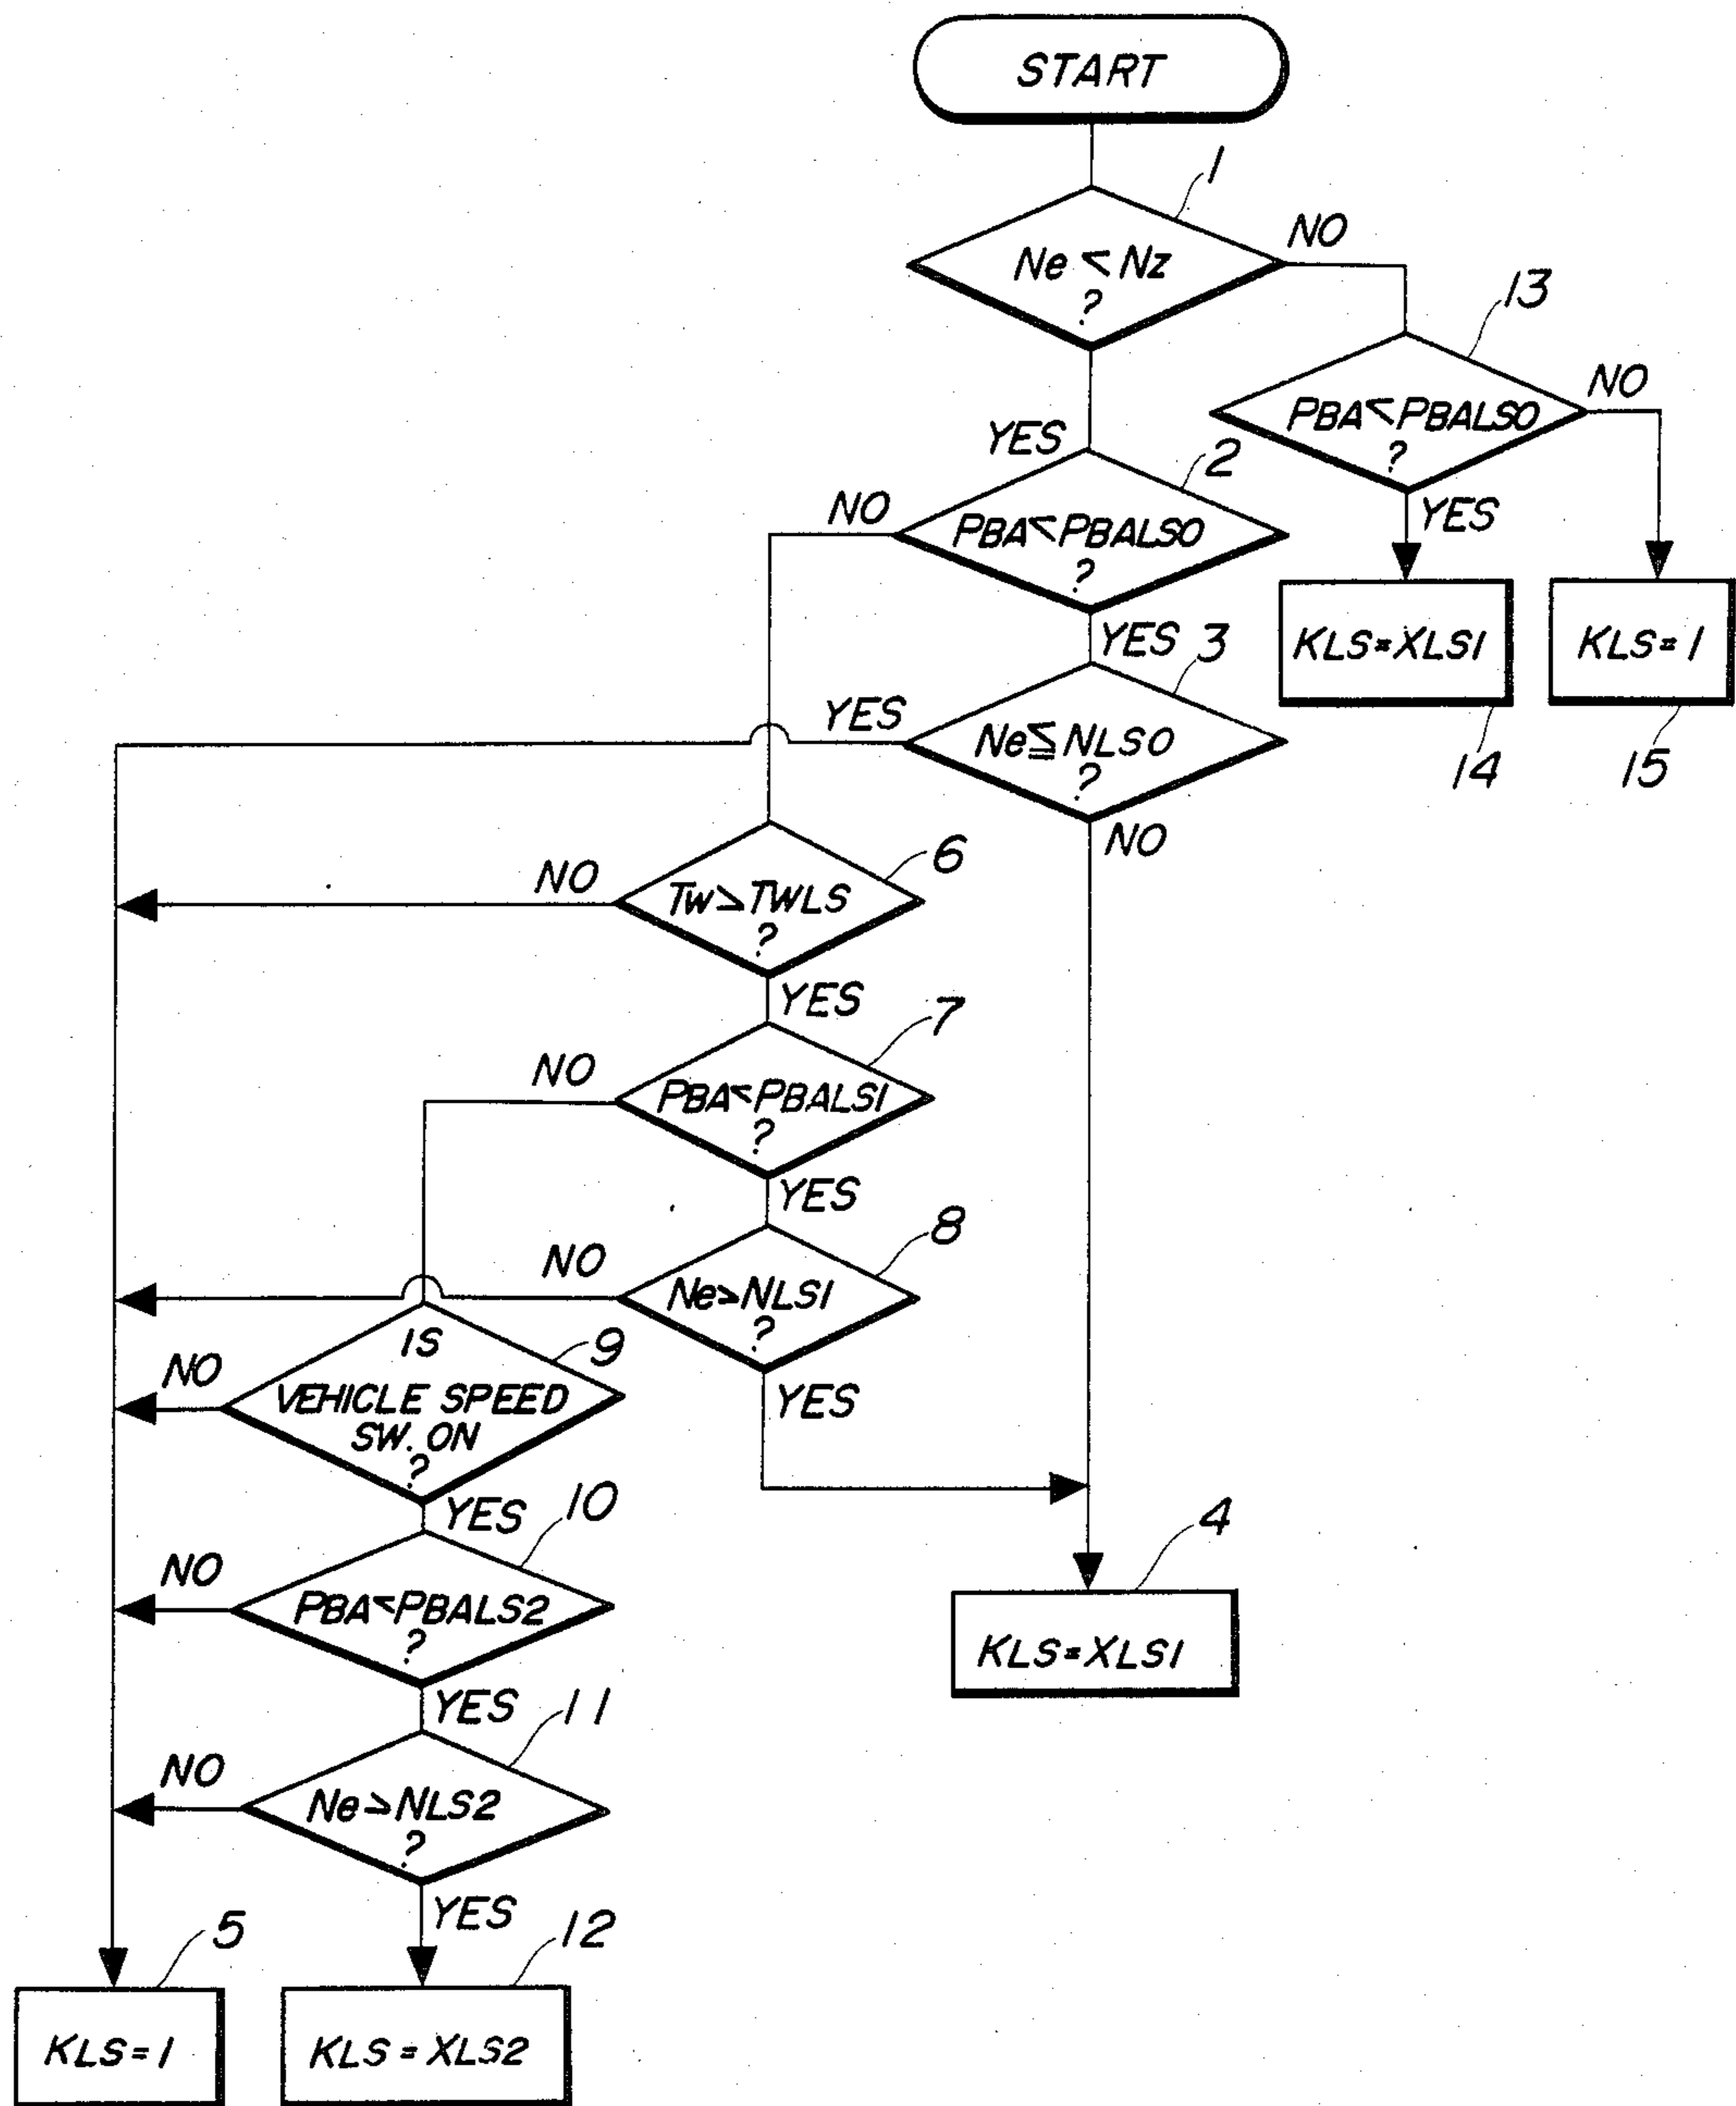 START
1
Ne < Nz
?
NO
13
PBA < PBALS0
?
NO
YES
YES
2
NO
PBA < PBALS0
?
KLS = XLS1
KLS = 1
14
15
YES
3
YES
Ne ≦ NLS0
?
NO
6
NO
TW > TWLS
?
YES
7
NO
PBA < PBALS1
?
YES
8
NO
Ne > NLS1
?
YES
IS
9
NO
VEHICLE SPEED
SW. ON
?
YES
10
NO
PBA < PBALS2
?
4
KLS = XLS1
YES
11
NO
Ne > NLS2
?
YES
5
12
KLS = 1
KLS = XLS2